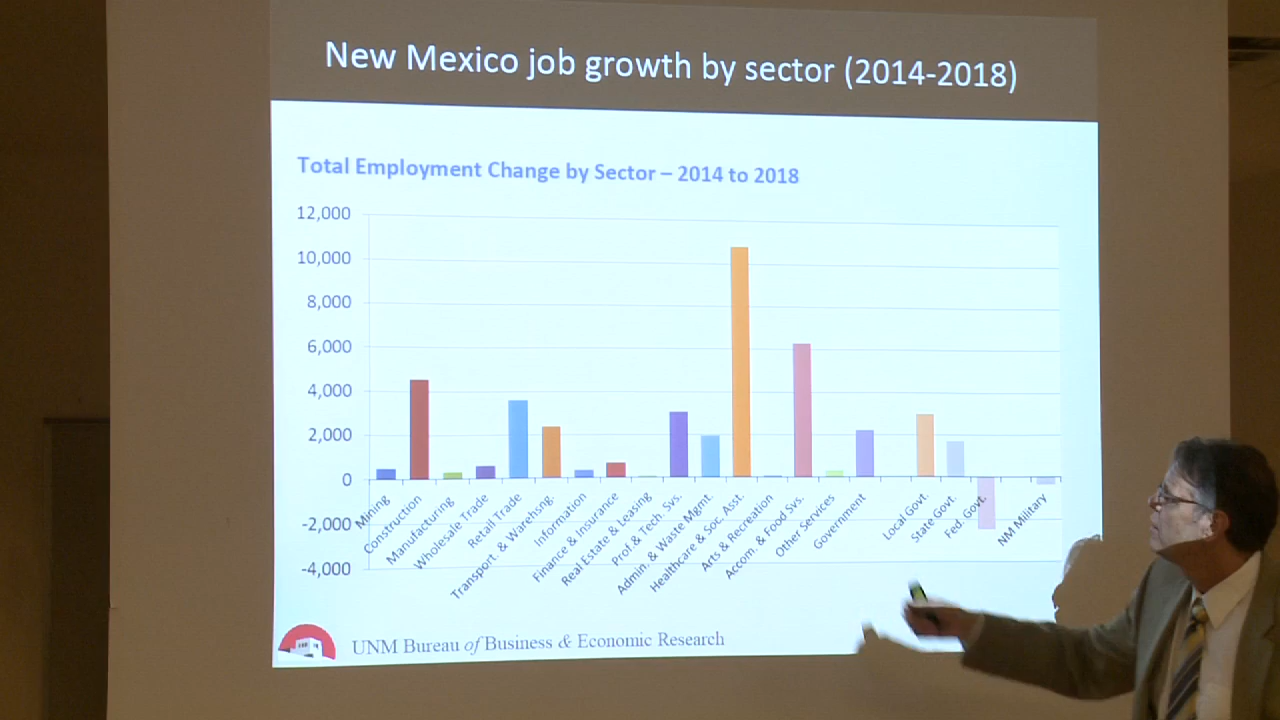 New Mexico job growth by sector (2014-2018)
Total Employment Change by Sector – 2014 to 2018
12,000
10,000
8,000
6,000
4,000
2,000
0
-2,000
-4,000
Mining
Construction
Manufacturing
Wholesale Trade
Retail Trade
Transport. & Warehsng.
Information
Finance & Insurance
Real Estate & Leasing
Prof. & Tech. Svs.
Admin. & Waste Mgmt.
Healthcare & Soc. Asst.
Arts & Recreation
Accom. & Food Svs.
Other Services
Government
Local Govt.
State Govt.
Fed. Govt.
NM Military
UNM Bureau of Business & Economic Research